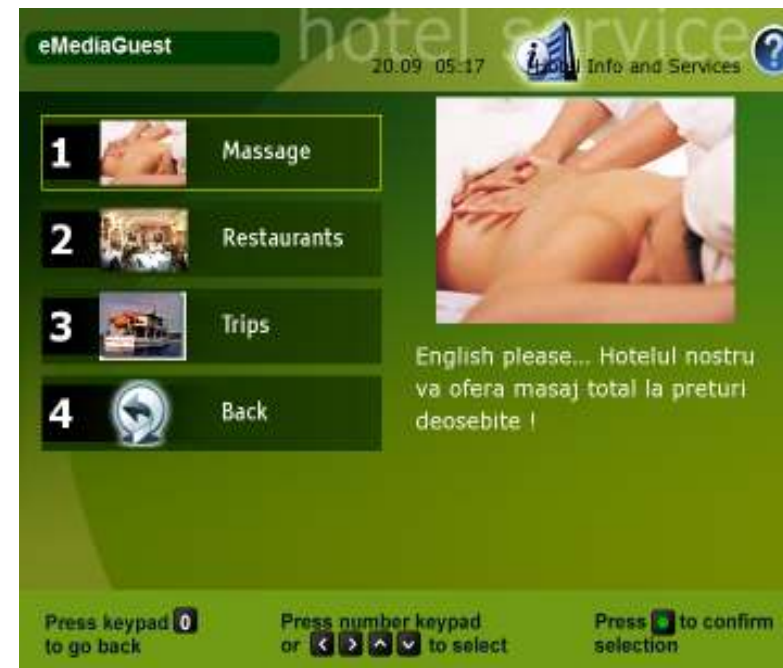 hotel service
eMediaGuest
20.09 05:17
Hotel Info and Services
?
1 Massage
2 Restaurants
3 Trips
4 Back
English please... Hotelul nostru
va ofera masaj total la preturi
deosebite !
Press keypad 0
to go back
Press number keypad
or < > ^ v to select
Press to confirm
selection